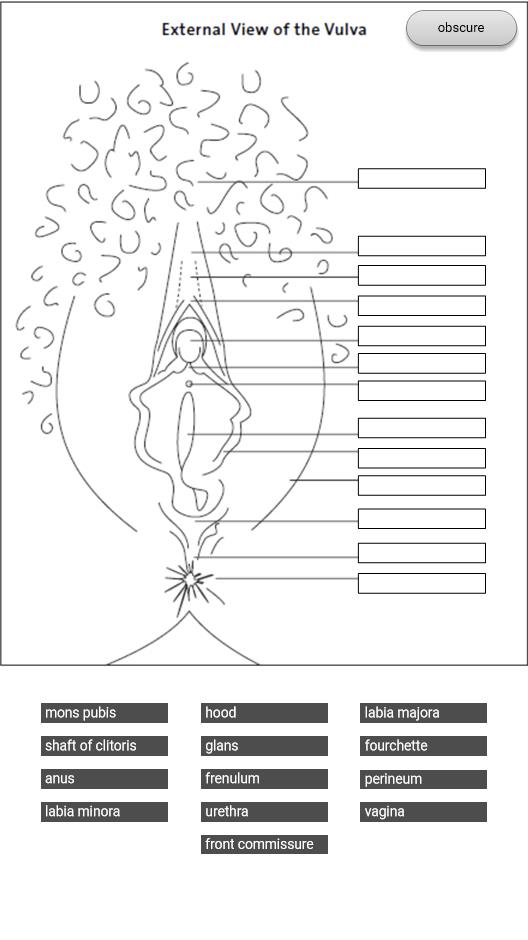 External View of the Vulva
obscure
mons pubis
hood
labia majora
shaft of clitoris
glans
fourchette
anus
frenulum
perineum
labia minora
urethra
vagina
front commissure